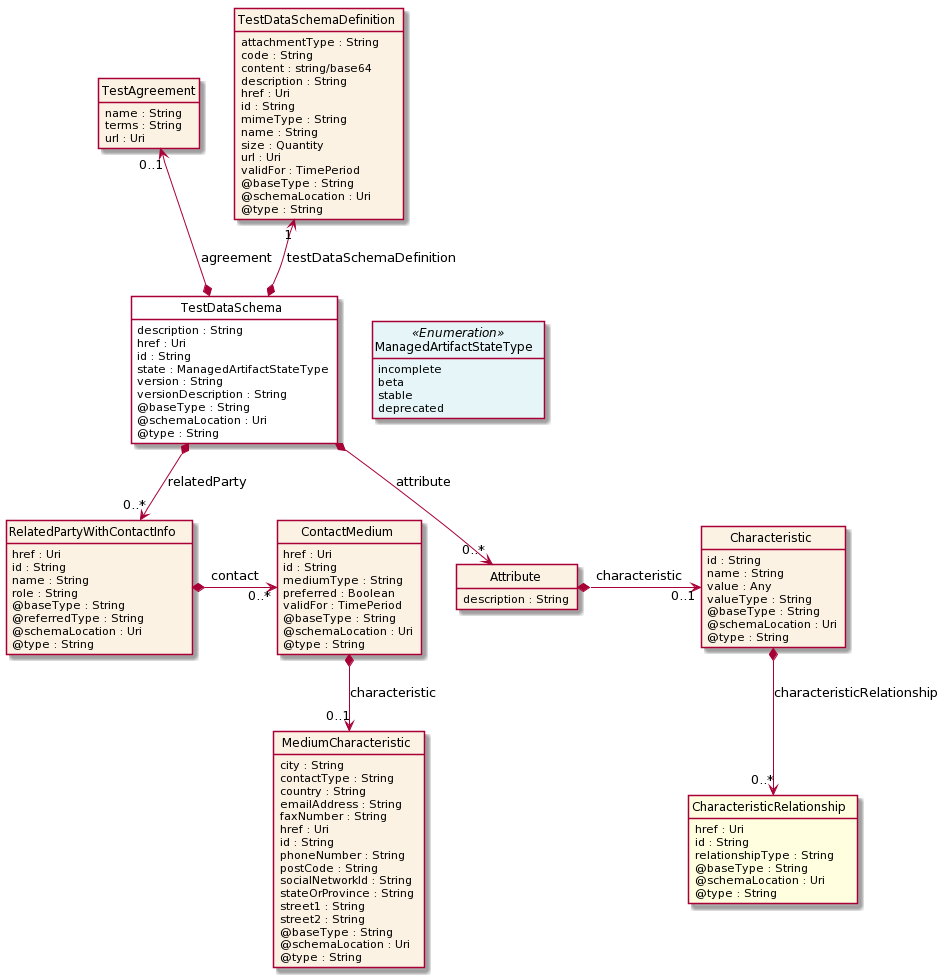 TestDataSchemaDefinition
attachmentType : String
code : String
content : string/base64
description : String
href : Uri
id : String
mimeType : String
name : String
size : Quantity
url : Uri
validFor : TimePeriod
@baseType : String
@schemaLocation : Uri
@type : String
TestAgreement
name : String
terms : String
url : Uri
0..1
1
agreement
testDataSchemaDefinition
TestDataSchema
description : String
href : Uri
id : String
state : ManagedArtifactStateType
version : String
versionDescription : String
@baseType : String
@schemaLocation : Uri
@type : String
«Enumeration»
ManagedArtifactStateType
incomplete
beta
stable
deprecated
relatedParty
0..*
attribute
0..*
RelatedPartyWithContactInfo
href : Uri
id : String
name : String
role : String
@baseType : String
@referredType : String
@schemaLocation : Uri
@type : String
contact
0..*
ContactMedium
href : Uri
id : String
mediumType : String
preferred : Boolean
validFor : TimePeriod
@baseType : String
@schemaLocation : Uri
@type : String
Attribute
description : String
characteristic
0..1
Characteristic
id : String
name : String
value : Any
valueType : String
@baseType : String
@schemaLocation : Uri
@type : String
characteristic
0..1
characteristicRelationship
0..*
MediumCharacteristic
city : String
contactType : String
country : String
emailAddress : String
faxNumber : String
href : Uri
id : String
phoneNumber : String
postCode : String
socialNetworkId : String
stateOrProvince : String
street1 : String
street2 : String
@baseType : String
@schemaLocation : Uri
@type : String
CharacteristicRelationship
href : Uri
id : String
relationshipType : String
@baseType : String
@schemaLocation : Uri
@type : String